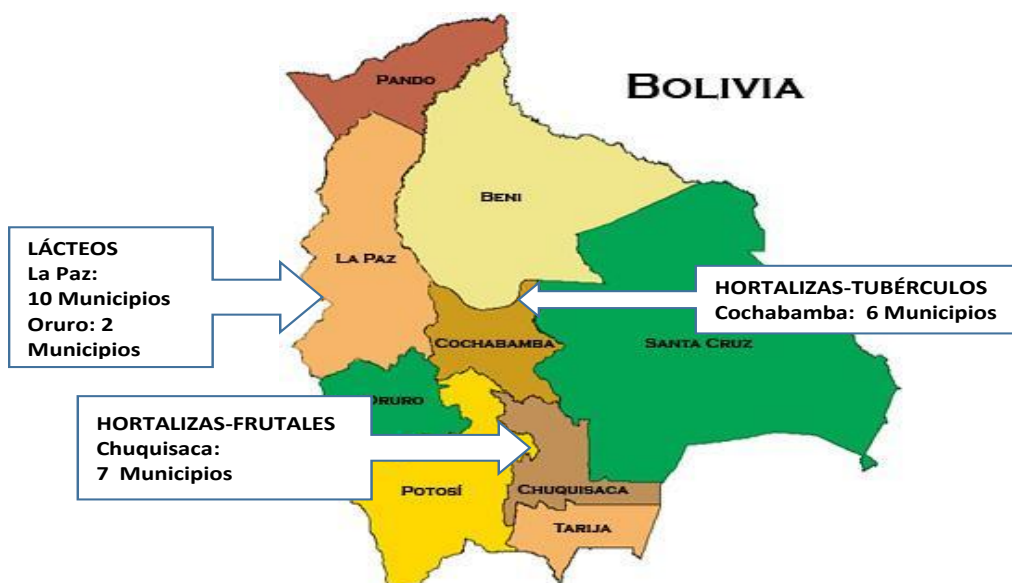 PANDO
BOLIVIA
BENI
LA PAZ
LÁCTEOS
La Paz:
10 Municipios
Oruro: 2
Municipios
HORTALIZAS-TUBÉRCULOS
Cochabamba:  6 Municipios
COCHABAMBA
SANTA CRUZ
HORTALIZAS-FRUTALES
Chuquisaca:
7  Municipios
POTOSÍ
CHUQUISACA
TARIJA